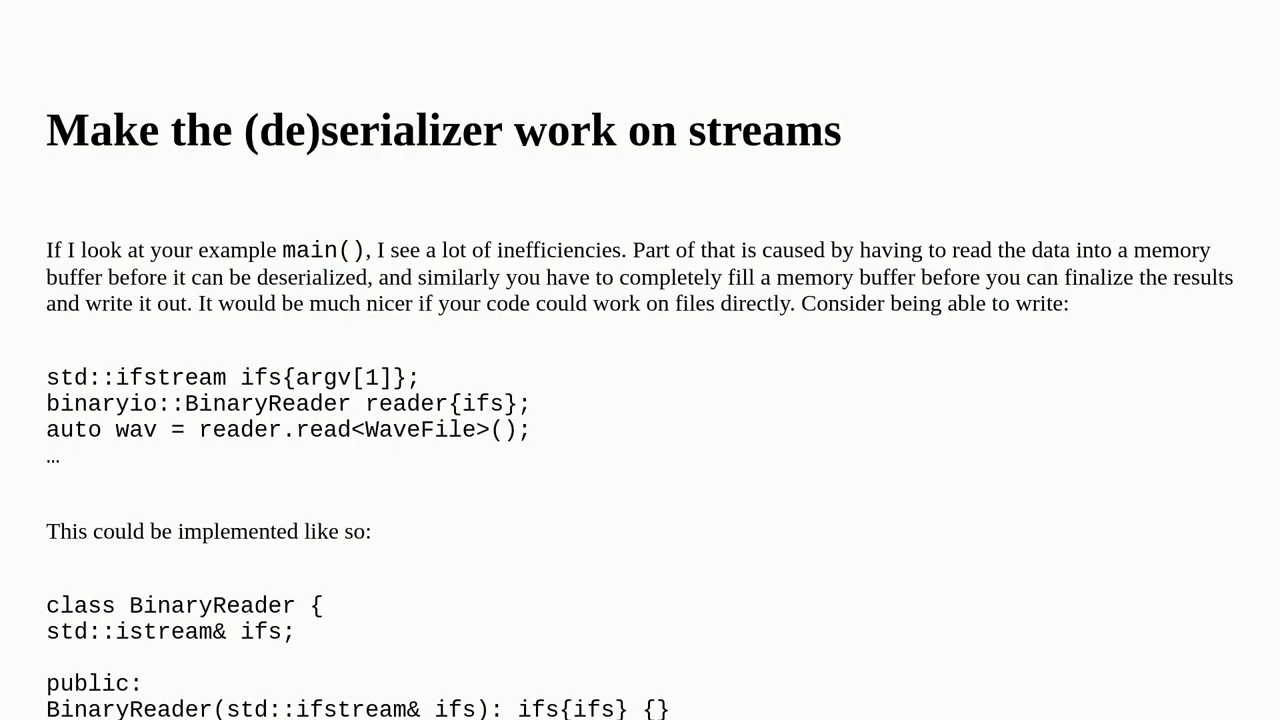 Make the (de)serializer work on streams
If I look at your example main(), I see a lot of inefficiencies. Part of that is caused by having to read the data into a memory
buffer before it can be deserialized, and similarly you have to completely fill a memory buffer before you can finalize the results
and write it out. It would be much nicer if your code could work on files directly. Consider being able to write:
std::ifstream ifs{argv[1]};
binaryio::BinaryReader reader{ifs};
auto wav = reader.read<WaveFile>();
…
This could be implemented like so:
class BinaryReader {
std::istream& ifs;
public:
BinaryReader(std::ifstream& ifs): ifs{ifs} {}